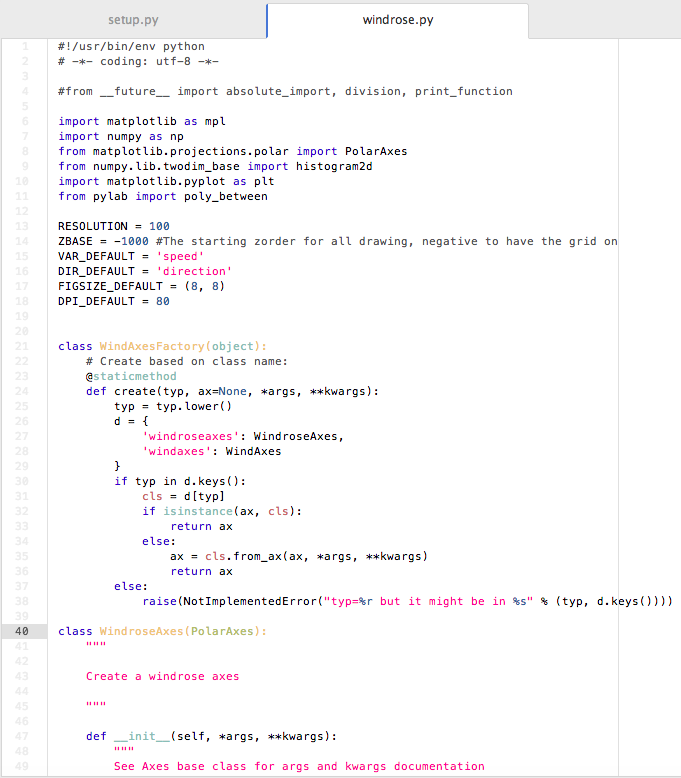 setup.py
windrose.py
1 #!/usr/bin/env python
2 # -*- coding: utf-8 -*-
3
4 #from __future__ import absolute_import, division, print_function
5
6 import matplotlib as mpl
7 import numpy as np
8 from matplotlib.projections.polar import PolarAxes
9 from numpy.lib.twodim_base import histogram2d
10 import matplotlib.pyplot as plt
11 from pylab import poly_between
12
13 RESOLUTION = 100
14 ZBASE = -1000 #The starting zorder for all drawing, negative to have the grid on
15 VAR_DEFAULT = 'speed'
16 DIR_DEFAULT = 'direction'
17 FIGSIZE_DEFAULT = (8, 8)
18 DPI_DEFAULT = 80
19
20
21 class WindAxesFactory(object):
22     # Create based on class name:
23     @staticmethod
24     def create(typ, ax=None, *args, **kwargs):
25         typ = typ.lower()
26         d = {
27             'windroseaxes': WindroseAxes,
28             'windaxes': WindAxes
29         }
30         if typ in d.keys():
31             cls = d[typ]
32             if isinstance(ax, cls):
33                 return ax
34             else:
35                 ax = cls.from_ax(ax, *args, **kwargs)
36                 return ax
37         else:
38             raise(NotImplementedError("typ=%r but it might be in %s" % (typ, d.keys())))
39
40 class WindroseAxes(PolarAxes):
41     """
42
43     Create a windrose axes
44
45     """
46
47     def __init__(self, *args, **kwargs):
48         """
49         See Axes base class for args and kwargs documentation